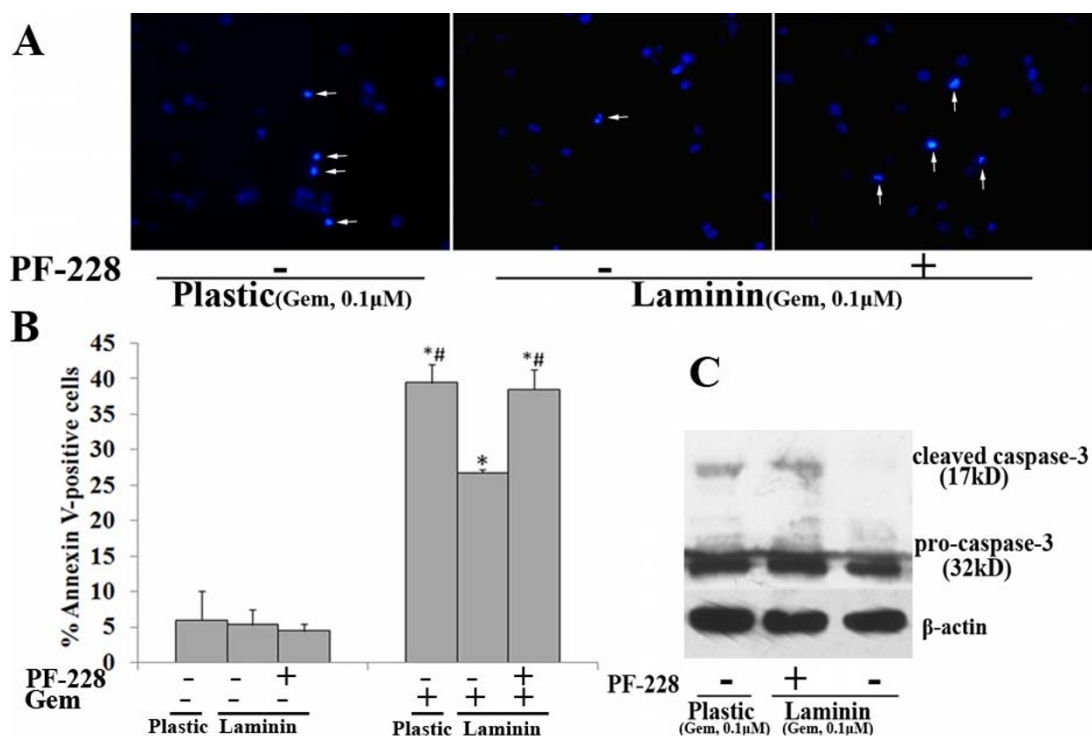 A
PF-228 - - +
Plastic(Gem, 0.1μM) Laminin(Gem, 0.1μM)
B
% Annexin V-positive cells
45
40
35
30
25
20
15
10
5
0
*# * *#
PF-228 - - + - - +
Gem - - - + + +
Plastic Laminin Plastic Laminin
C
cleaved caspase-3
(17kD)
pro-caspase-3
(32kD)
β-actin
PF-228 - + -
Plastic Laminin
(Gem, 0.1μM) (Gem, 0.1μM)